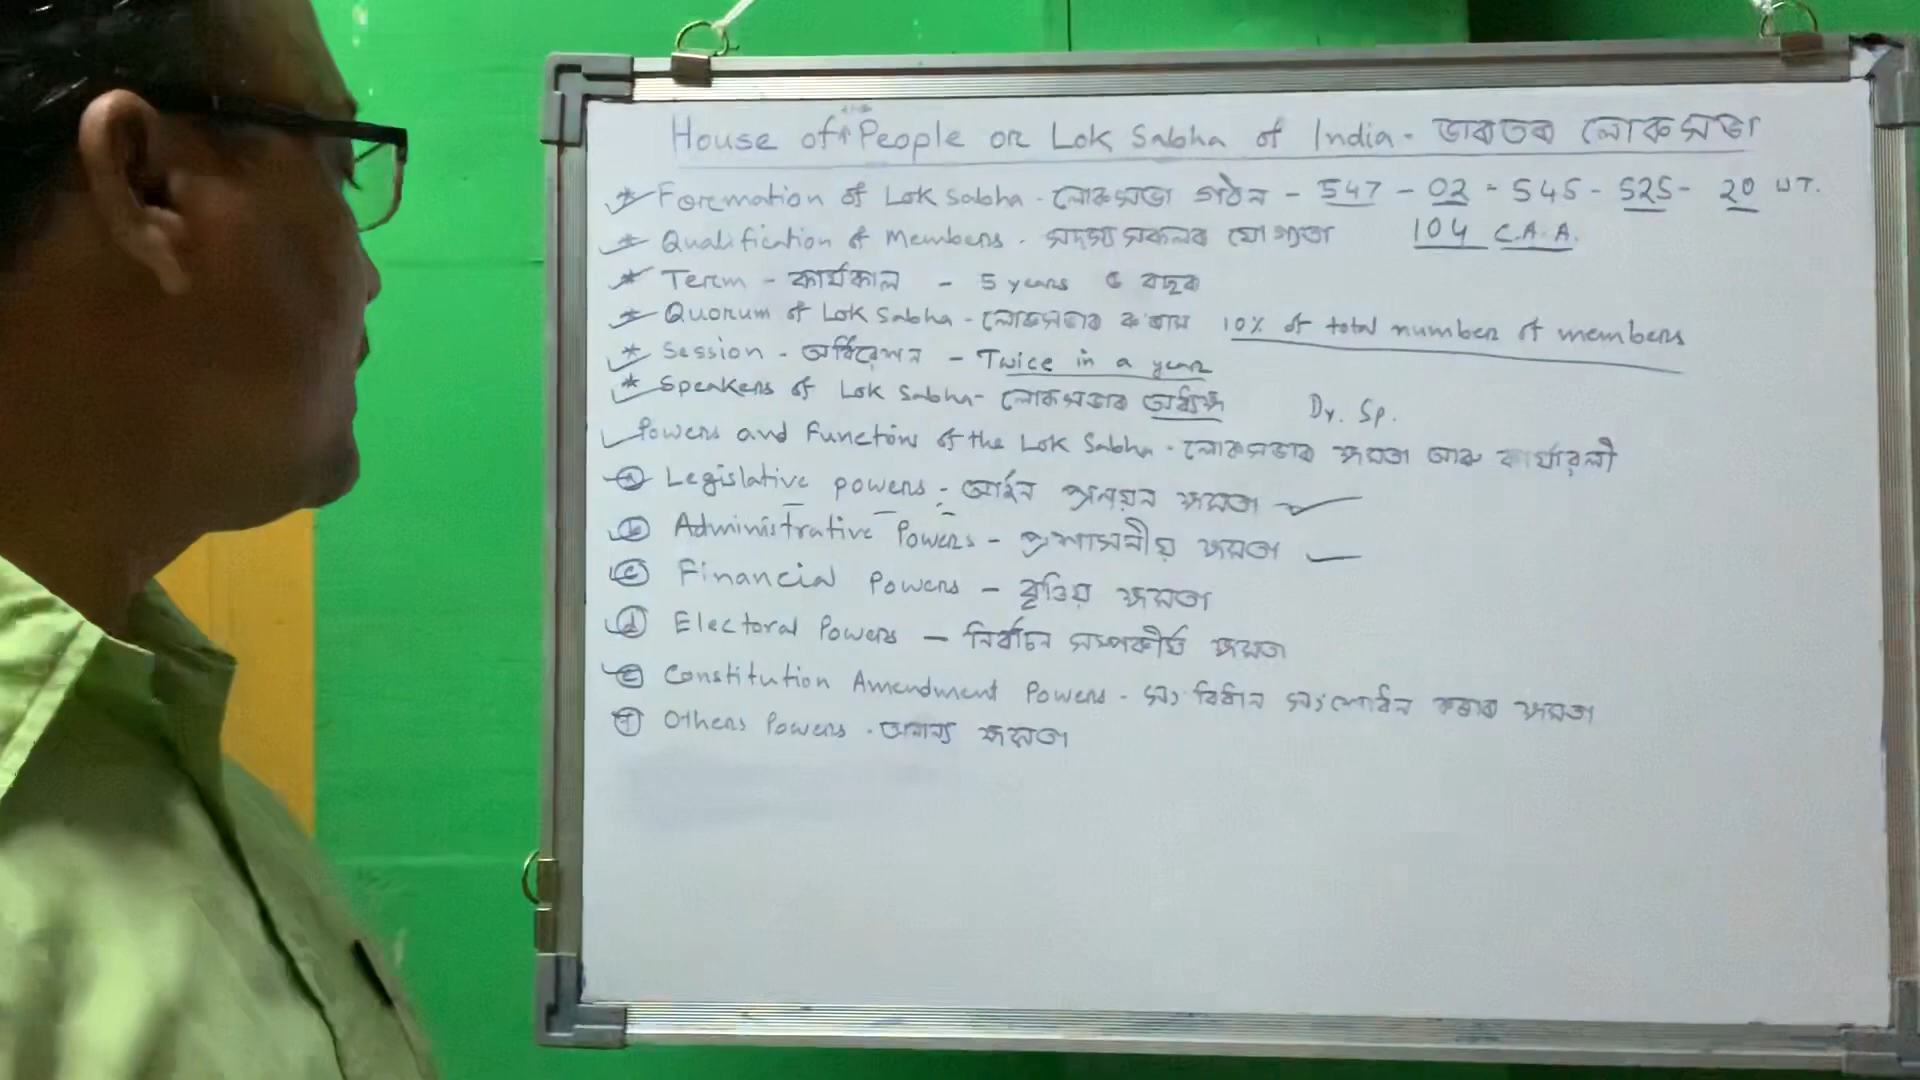 House of People or Lok Sabha of India - ভাৰতৰ লোকসভা
* Formation of Lok Sabha - লোকসভা গঠন - 547 - 02 = 545 - 525 - 20 UT.
* Qualification of Members - সদস্যসকলৰ যোগ্যতা 104 C.A.A.
* Term - কাৰ্যকাল - 5 years ৫ বছৰ
* Quorum of Lok Sabha - লোকসভাৰ ক'ৰাম 10% of total number of members
* Session - অধিৱেশন - Twice in a year
* Speakers of Lok Sabha - লোকসভাৰ অধ্যক্ষ Dy. Sp.
Powers and Functions of the Lok Sabha - লোকসভাৰ ক্ষমতা আৰু কাৰ্যাৱলী
(a) Legislative powers - আইন প্ৰনয়ন ক্ষমতা
(b) Administrative Powers - প্ৰশাসনীয় ক্ষমতা
(c) Financial Powers - বৃত্তিয় ক্ষমতা
(d) Electoral Powers - নিৰ্বাচন সম্পৰ্কীয় ক্ষমতা
(e) Constitution Amendment Powers - সংবিধান সংশোধন কৰাৰ ক্ষমতা
(f) Others Powers - অন্যান্য ক্ষমতা